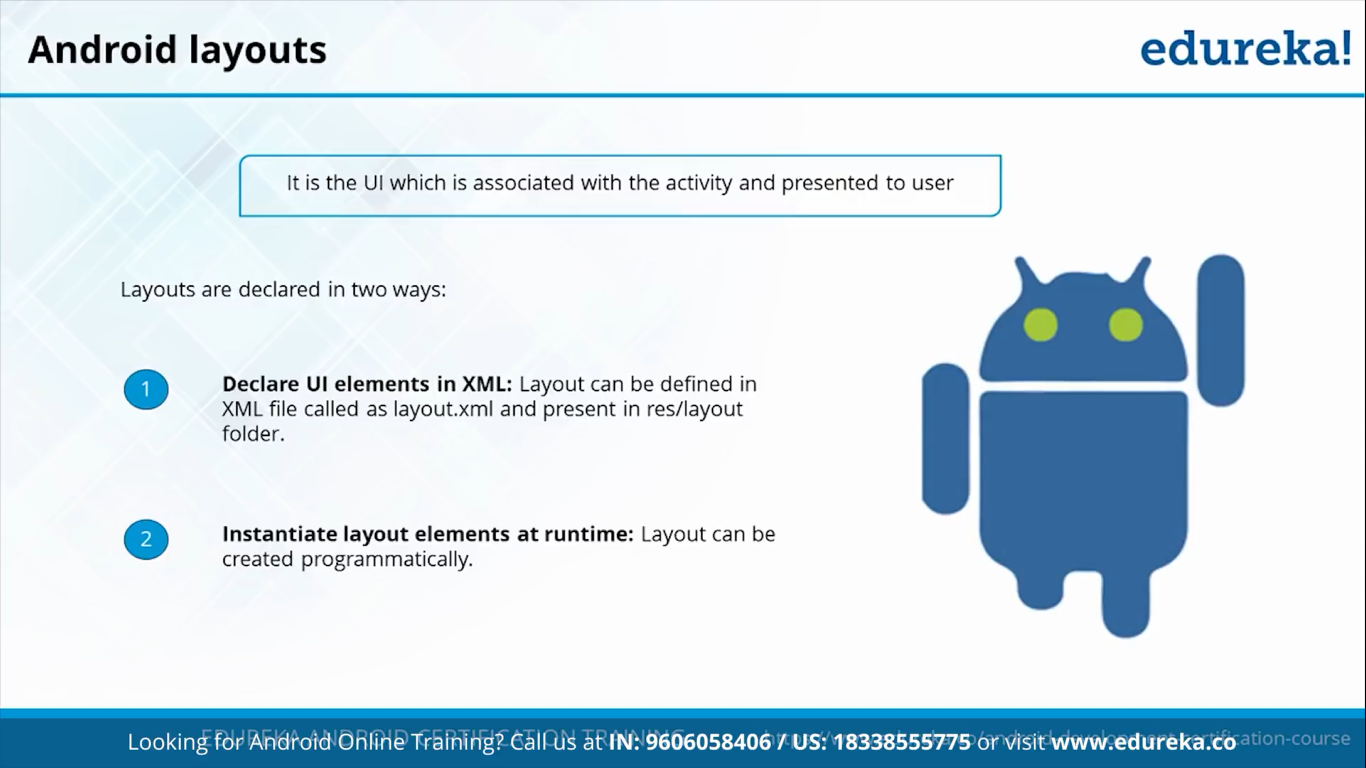 Android layouts
edureka!
It is the UI which is associated with the activity and presented to user
Layouts are declared in two ways:
1
Declare UI elements in XML: Layout can be defined in
XML file called as layout.xml and present in res/layout
folder.
2
Instantiate layout elements at runtime: Layout can be
created programmatically.
EDUREKA ANDROID CERTIFICATION TRAINING
Looking for Android Online Training? Call us at IN: 9606058406 / US: 18338555775 or visit www.edureka.co